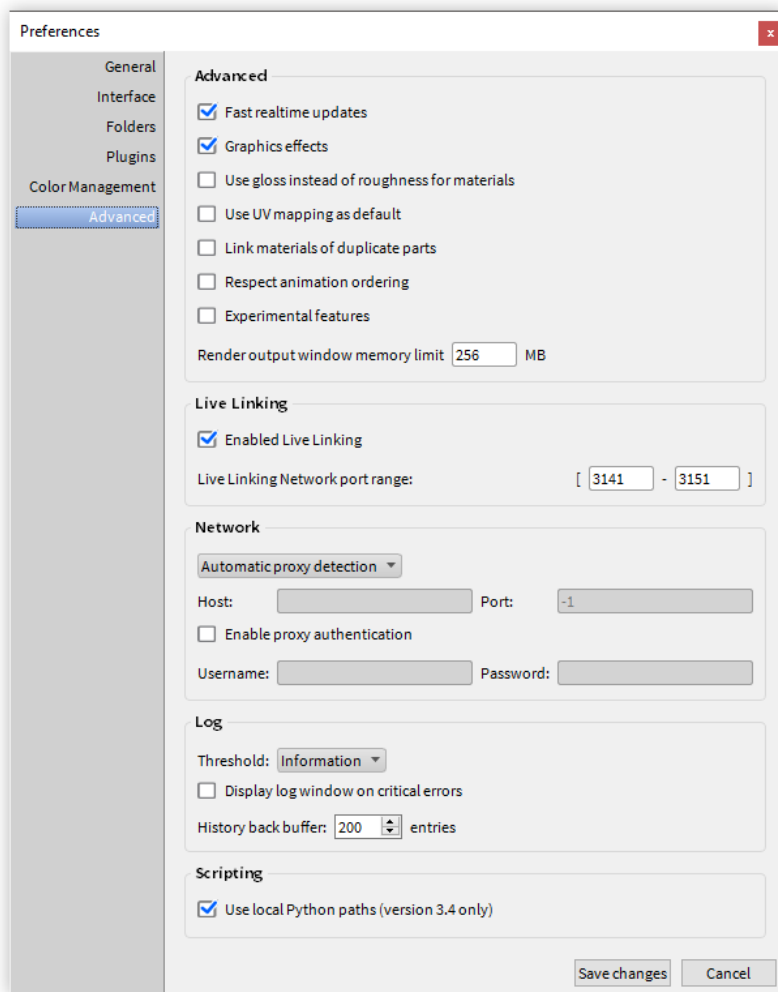 Preferences
x
General
Interface
Folders
Plugins
Color Management
Advanced
Advanced
Fast realtime updates
Graphics effects
Use gloss instead of roughness for materials
Use UV mapping as default
Link materials of duplicate parts
Respect animation ordering
Experimental features
Render output window memory limit 256 MB
Live Linking
Enabled Live Linking
Live Linking Network port range: [ 3141 - 3151 ]
Network
Automatic proxy detection
Host: Port: -1
Enable proxy authentication
Username: Password:
Log
Threshold: Information
Display log window on critical errors
History back buffer: 200 entries
Scripting
Use local Python paths (version 3.4 only)
Save changes Cancel